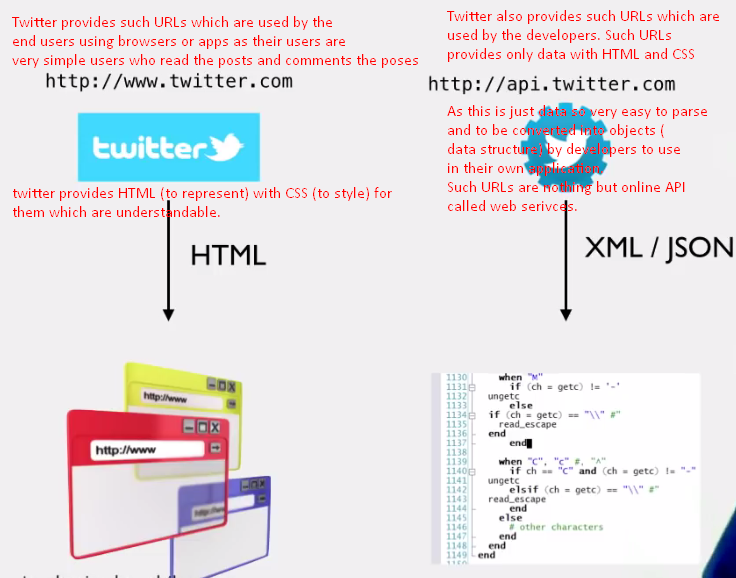 Twitter provides such URLs which are used by the
end users using browsers or apps as their users are
very simple users who read the posts and comments the poses
http://www.twitter.com
twitter
twitter provides HTML (to represent) with CSS (to style) for
them which are understandable.
HTML
http://www
http://www
http://www
Twitter also provides such URLs which are
used by the developers. Such URLs
provides only data with HTML and CSS
http://api.twitter.com
As this is just data so very easy to parse
and to be converted into objects (
data structure) by developers to use
in their own application
Such URLs are nothing but online API
called web serivces.
XML / JSON
1130 when "M"
1131 if (ch = getc) != '-'
1132 ungetc
1133 else
1134 if (ch = getc) == "\\" #"
1135 read_escape
1136 end
1137 end
1138
1139 when "C", "c" #, "^"
1140 if ch == "C" and (ch = getc) != "-"
1141 ungetc
1142 elsif (ch = getc) == "\\" #"
1143 read_escape
1144 end
1145 else
1146 # other characters
1147 end
1148 end
1149 end